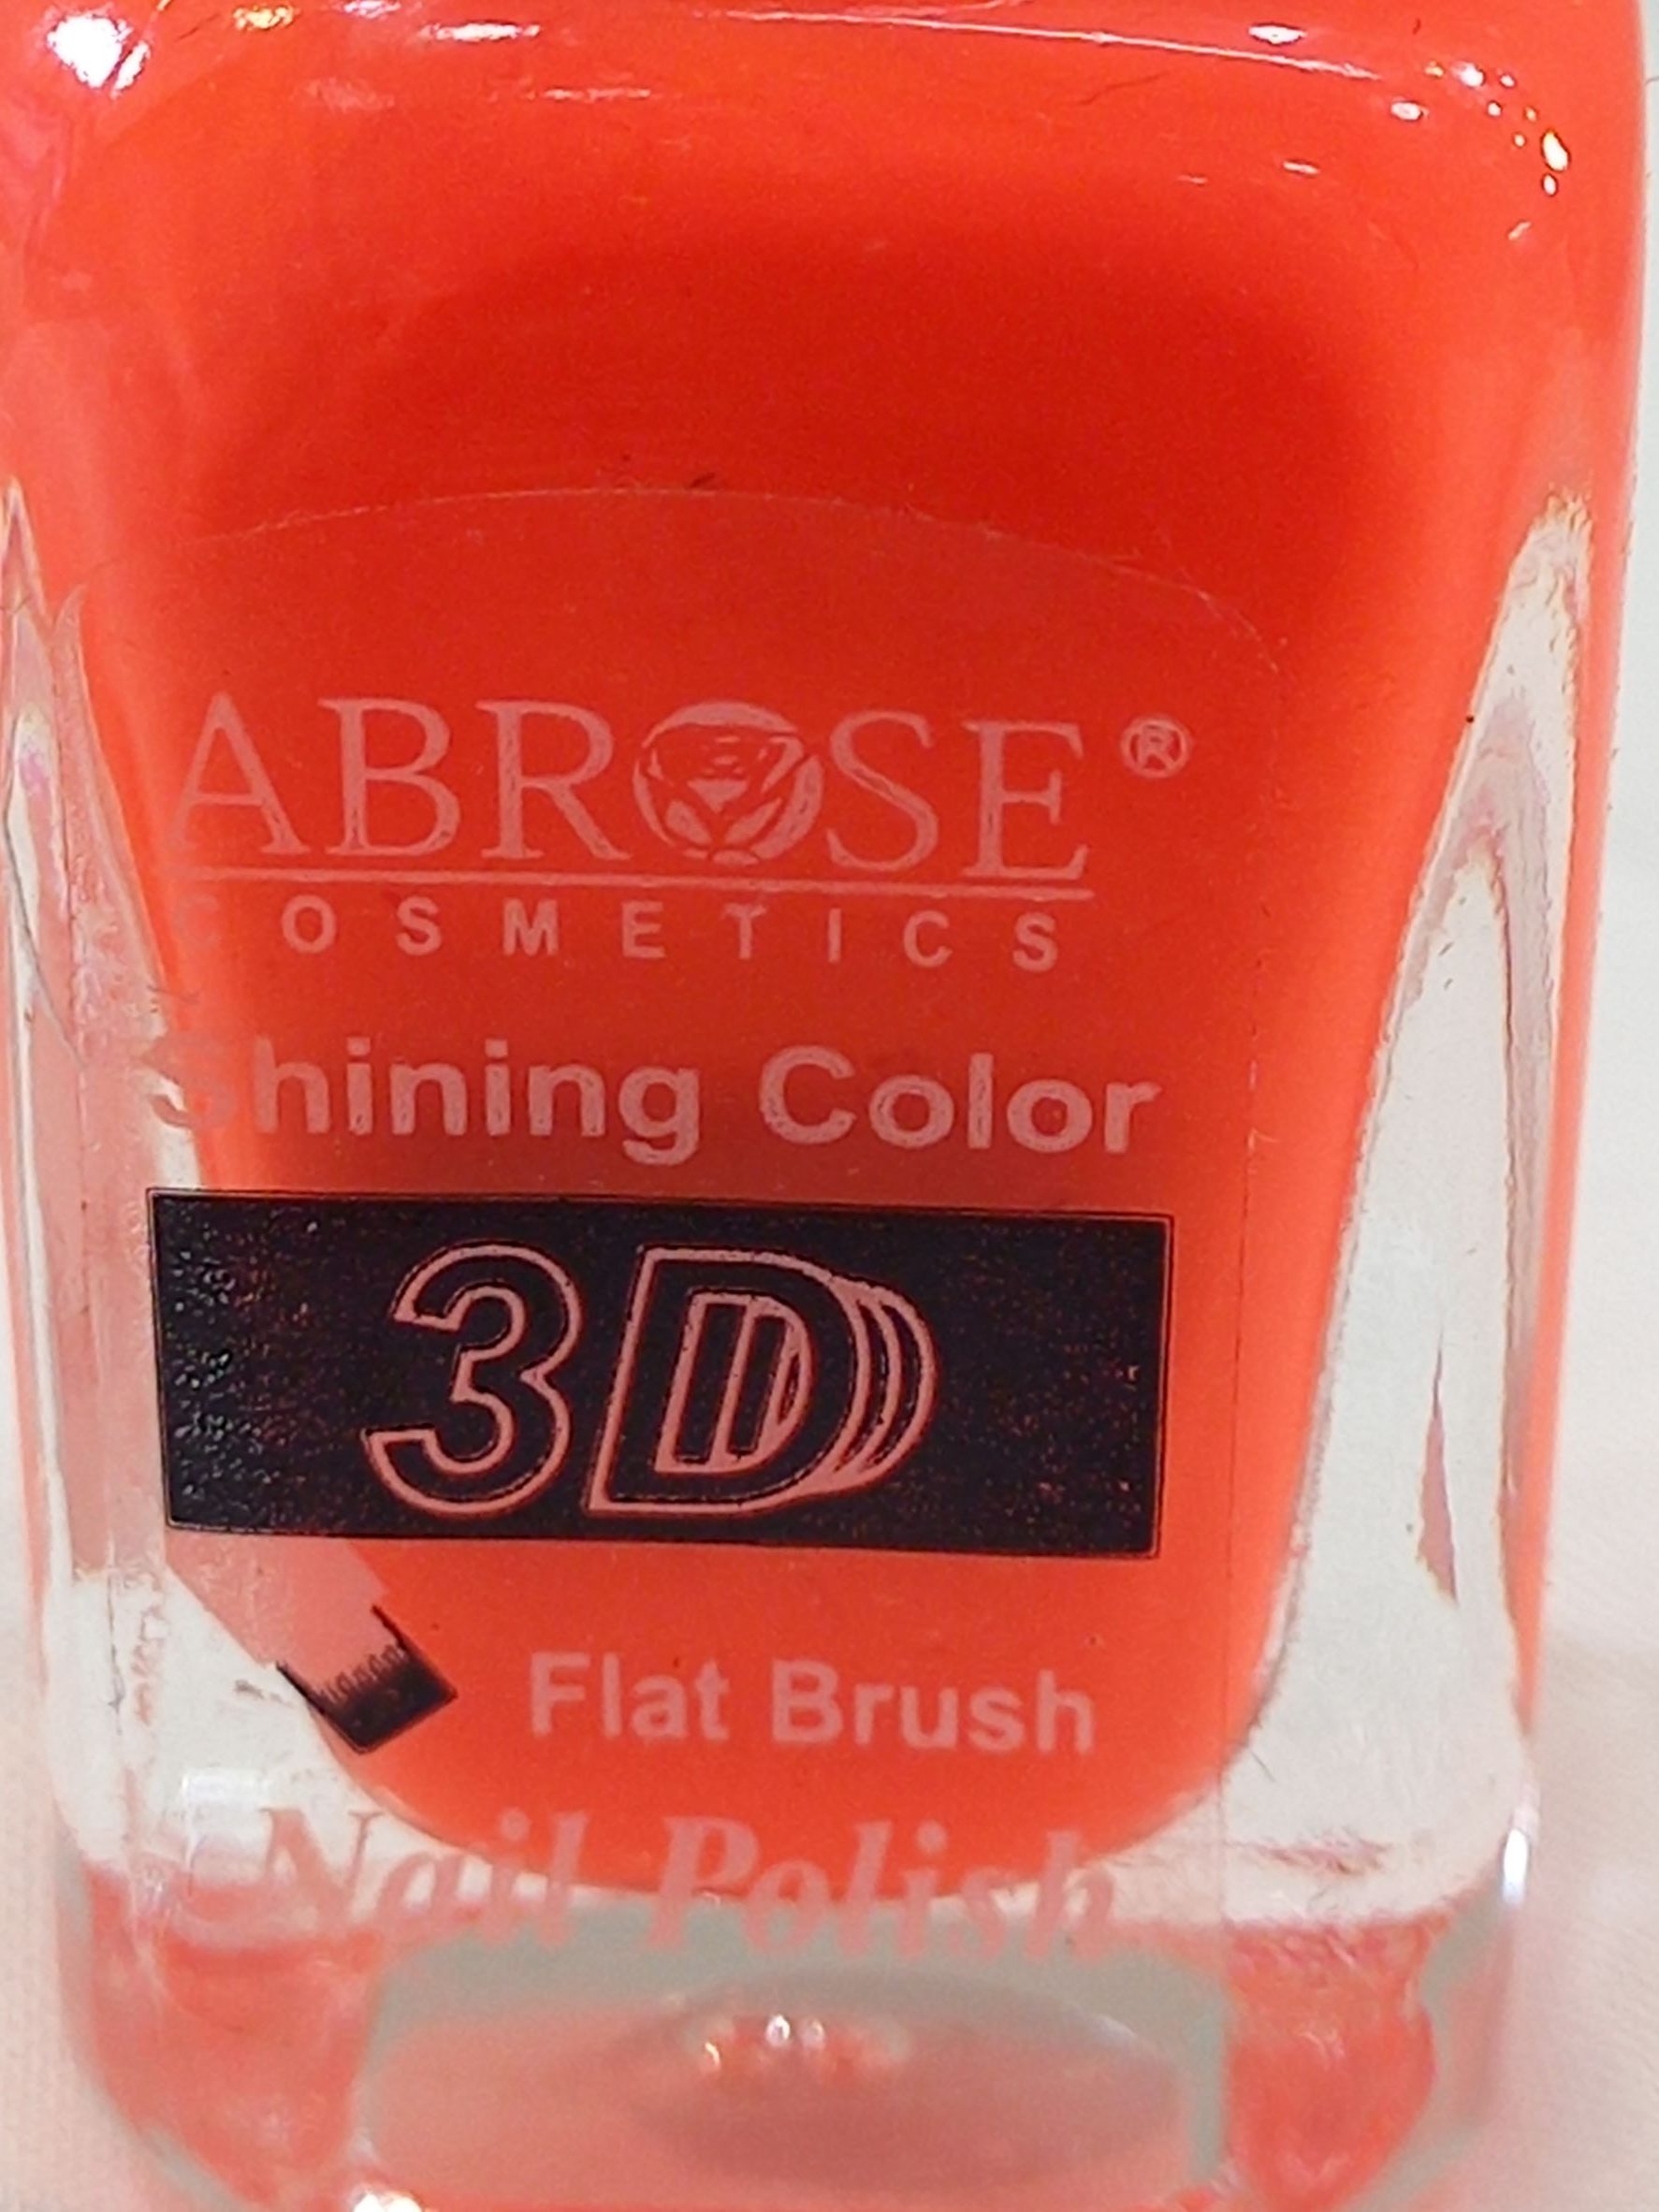 ABROSE®
COSMETICS
Shining Color
3D
Flat Brush
Nail Polish